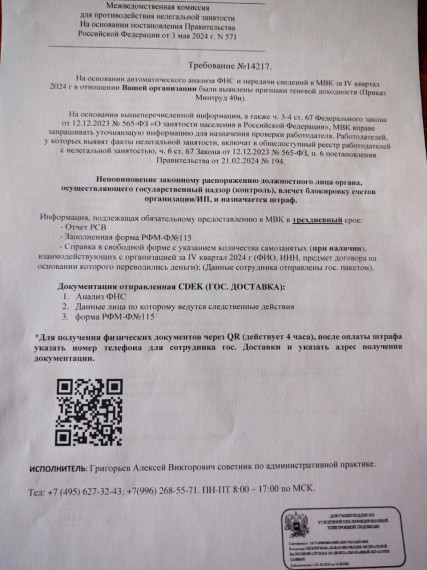 Межведомственная комиссия
для противодействия нелегальной занятости
На основании постановления Правительства
Российской Федерации от 3 мая 2024 г. N 571
Требование №14217.
На основании автоматического анализа ФНС и передачи сведений в МВК за IV квартал
2024 г в отношении Вашей организации были выявлены признаки теневой доходности (Приказ
Минтруд 40н).
На основании вышеперечисленной информации, а также ч. 3-4 ст. 67 Федерального закона
от 12.12.2023 № 565-ФЗ «О занятости населения в Российской Федерации», МВК вправе
запрашивать уточняющую информацию для назначения проверки работодателя. Работодателей,
у которых выявят факты нелегальной занятости, включат в общедоступный реестр работодателей
с нелегальной занятостью, ч 6 ст. 67 Закона от 12.12.2023 № 565-ФЗ, п. 6 постановления
Правительства от 21.02.2024 № 194.
Неповиновение законному распоряжению должностного лица органа,
осуществляющего государственный надзор (контроль), влечет блокировку счетов
организации/ИП, и назначается штраф.
Информация, подлежащая обязательному предоставлению в МВК в трехдневный срок:
- Отчет РСВ
- Заполненная форма РФМ-Ф№115
- Справка в свободной форме с указанием количества самозанятых (при наличии),
взаимодействующих с организацией за IV квартал 2024 г (ФИО, ИНН, предмет договора на
основании которого переводились деньги); (Данные сотрудника отправлены гос. пакетом).
Документация отправленная CDEK (ГОС. ДОСТАВКА):
1. Анализ ФНС
2. Данные лица по которому ведутся следственные действия
3. форма РФМ-Ф№115
*Для получения физических документов через QR (действует 4 часа), после оплаты штрафа
указать номер телефона для сотрудника гос. Доставки и указать адрес получения
документации.
ИСПОЛНИТЕЛЬ: Григорьев Алексей Викторович советник по административной практике.
Тел: +7 (495) 627-32-43; +7(996) 268-55-71. ПН-ПТ 8:00 – 17:00 по МСК.
ДОКУМЕНТ ПОДПИСАН
УСИЛЕННОЙ КВАЛИФИЦИРОВАННОЙ
ЭЛЕКТРОННОЙ ПОДПИСЬЮ